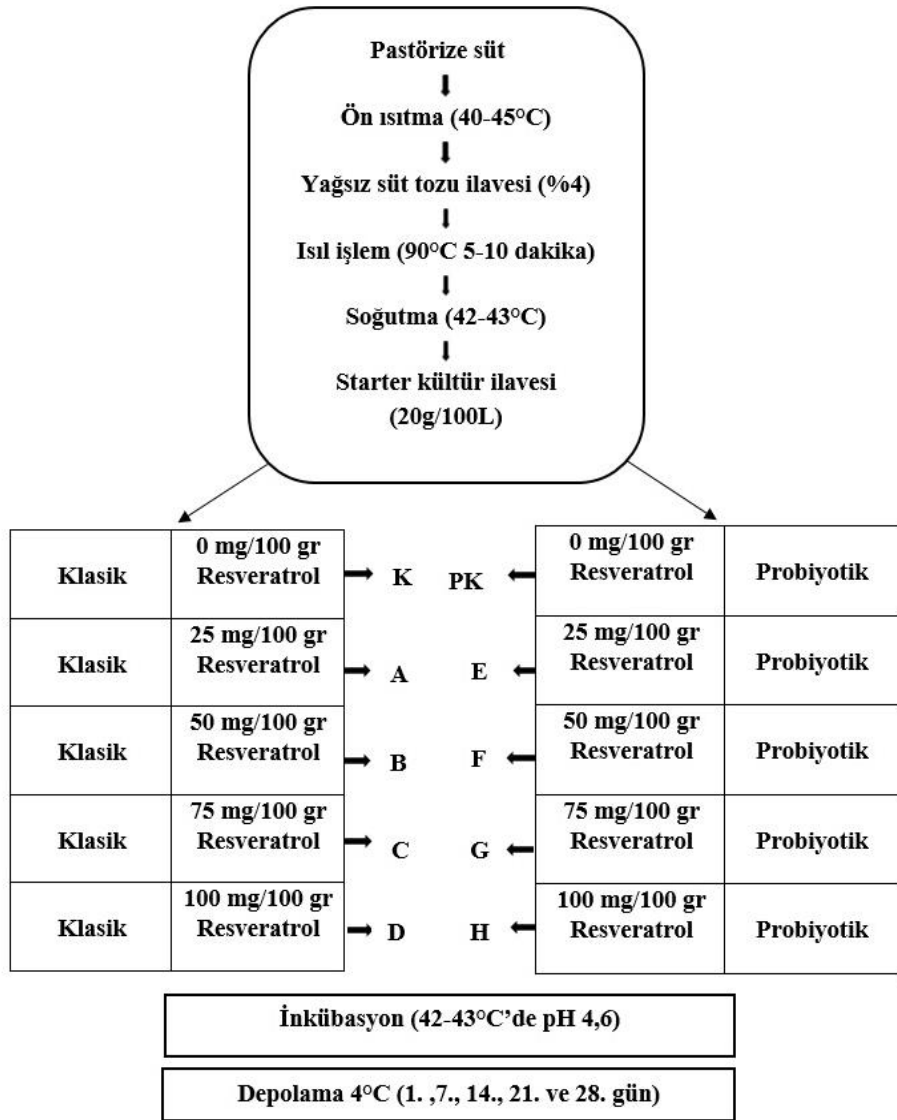 Pastörize süt
Ön ısıtma (40-45°C)
Yağsız süt tozu ilavesi (%4)
Isıl işlem (90°C 5-10 dakika)
Soğutma (42-43°C)
Starter kültür ilavesi
(20g/100L)
Klasik
0 mg/100 gr
Resveratrol
K
PK
0 mg/100 gr
Resveratrol
Probiyotik
Klasik
25 mg/100 gr
Resveratrol
A
E
25 mg/100 gr
Resveratrol
Probiyotik
Klasik
50 mg/100 gr
Resveratrol
B
F
50 mg/100 gr
Resveratrol
Probiyotik
Klasik
75 mg/100 gr
Resveratrol
C
G
75 mg/100 gr
Resveratrol
Probiyotik
Klasik
100 mg/100 gr
Resveratrol
D
H
100 mg/100 gr
Resveratrol
Probiyotik
İnkübasyon (42-43°C’de pH 4,6)
Depolama 4°C (1. ,7., 14., 21. ve 28. gün)